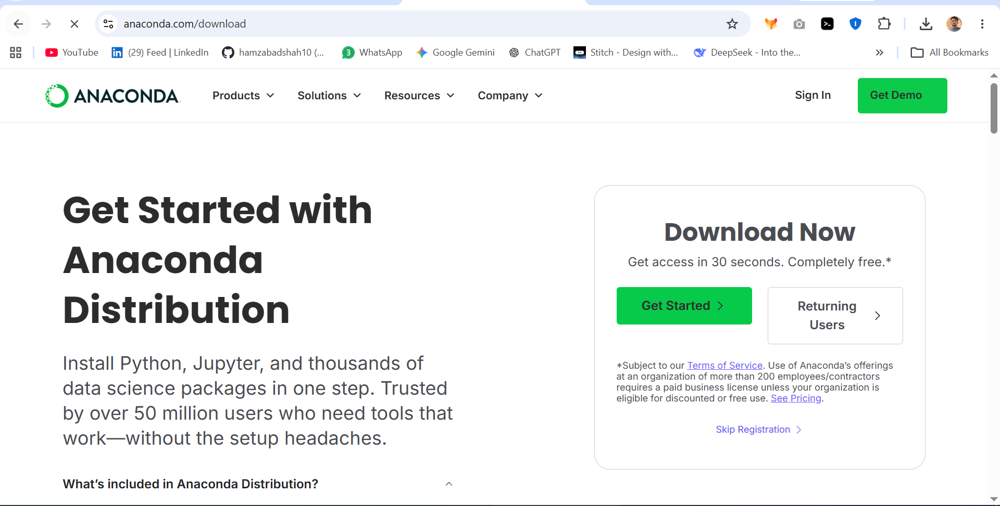 anaconda.com/download
YouTube
(29) Feed | LinkedIn
hamzabadshah10 (...
3
WhatsApp
Google Gemini
ChatGPT
Stitch - Design with...
DeepSeek - Into the...
All Bookmarks
ANACONDA.
Products
Solutions
Resources
Company
Sign In
Get Demo
Get Started with
Anaconda
Distribution
Install Python, Jupyter, and thousands of
data science packages in one step. Trusted
by over 50 million users who need tools that
work—without the setup headaches.
What’s included in Anaconda Distribution?
Download Now
Get access in 30 seconds. Completely free.*
Get Started
Returning
Users
*Subject to our Terms of Service. Use of Anaconda’s offerings
at an organization of more than 200 employees/contractors
requires a paid business license unless your organization is
eligible for discounted or free use. See Pricing.
Skip Registration